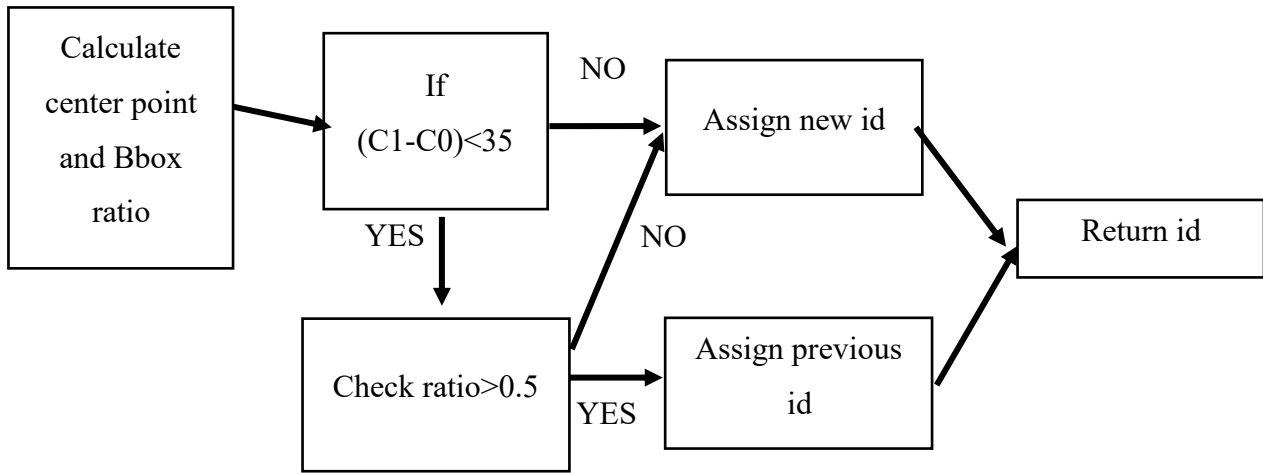 Calculate
center point
and Bbox
ratio
If
(C1-C0)<35
NO
Assign new id
YES
NO
Return id
Check ratio>0.5
YES
Assign previous
id